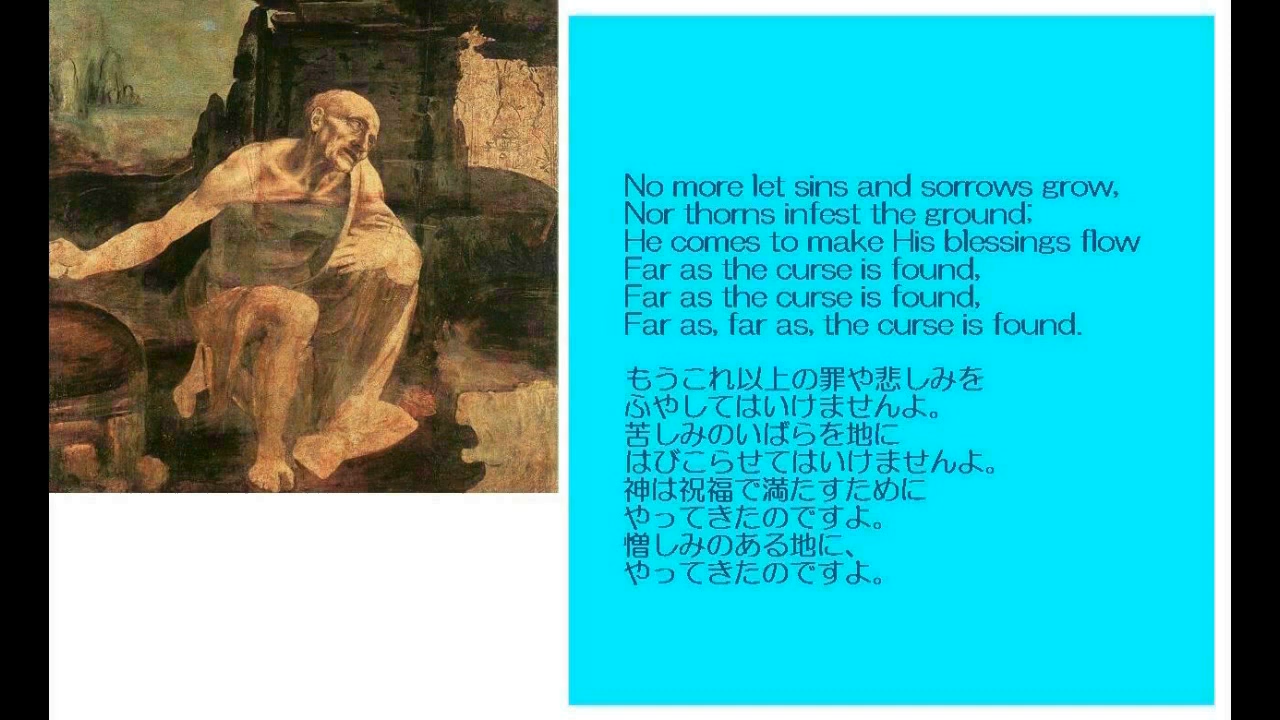 No more let sins and sorrows grow,
Nor thorns infest the ground;
He comes to make His blessings flow
Far as the curse is found,
Far as the curse is found,
Far as, far as, the curse is found.
もうこれ以上の罪や悲しみを
ふやしてはいけませんよ。
苦しみのいばらを地に
はびこらせてはいけませんよ。
神は祝福で満たすために
やってきたのですよ。
憎しみのある地に、
やってきたのですよ。